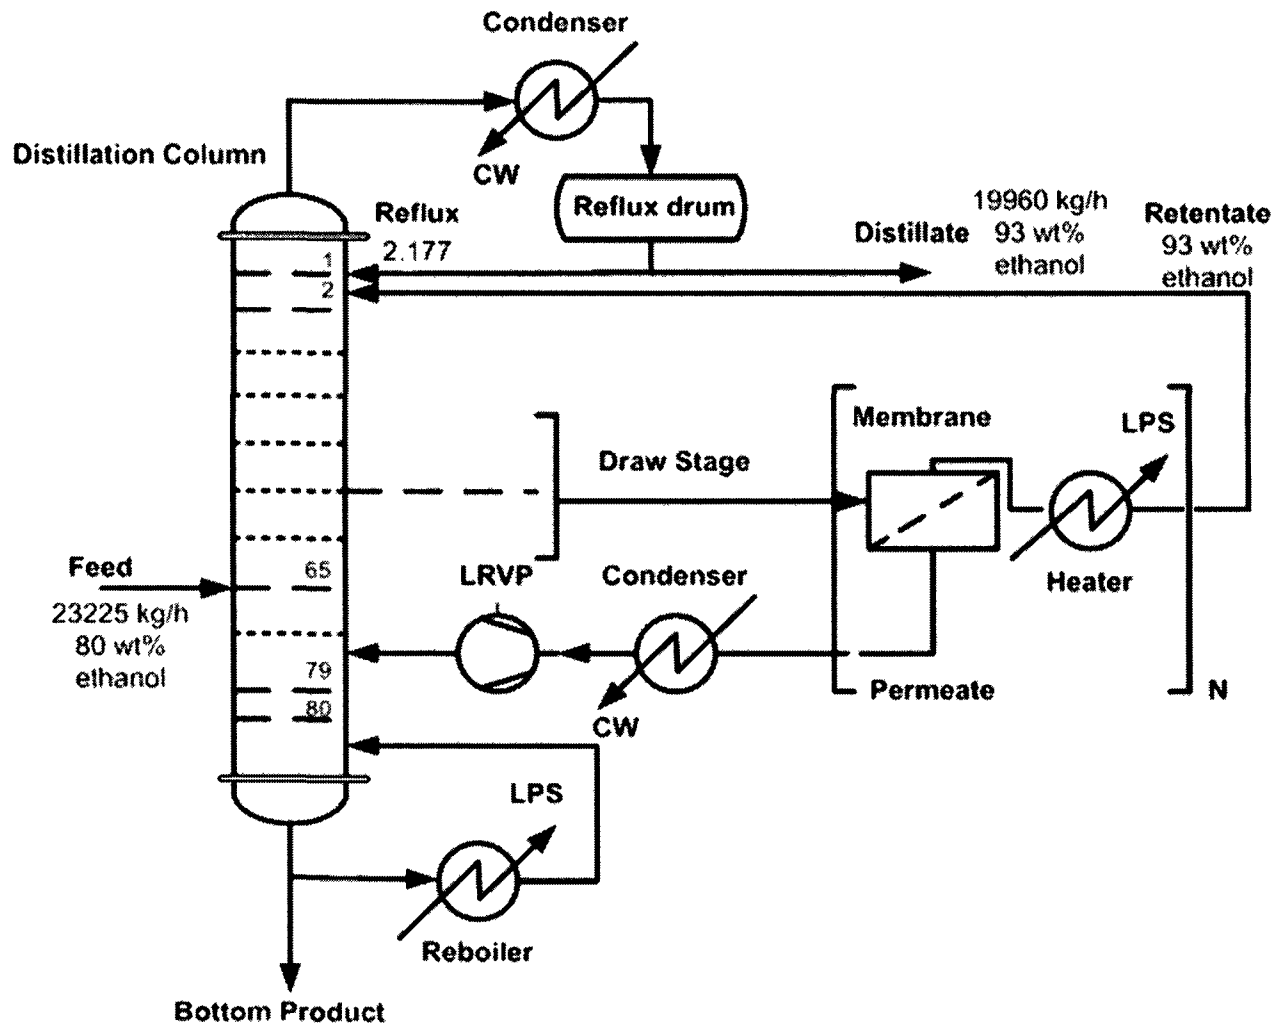 Condenser
CW
Distillation Column
Reflux drum
Reflux
2.177
Distillate
19960 kg/h
93 wt%
ethanol
Retentate
93 wt%
ethanol
1
2
Membrane
LPS
Draw Stage
Heater
Feed
23225 kg/h
80 wt%
ethanol
65
LRVP
Condenser
CW
79
80
Permeate
N
LPS
Reboiler
Bottom Product